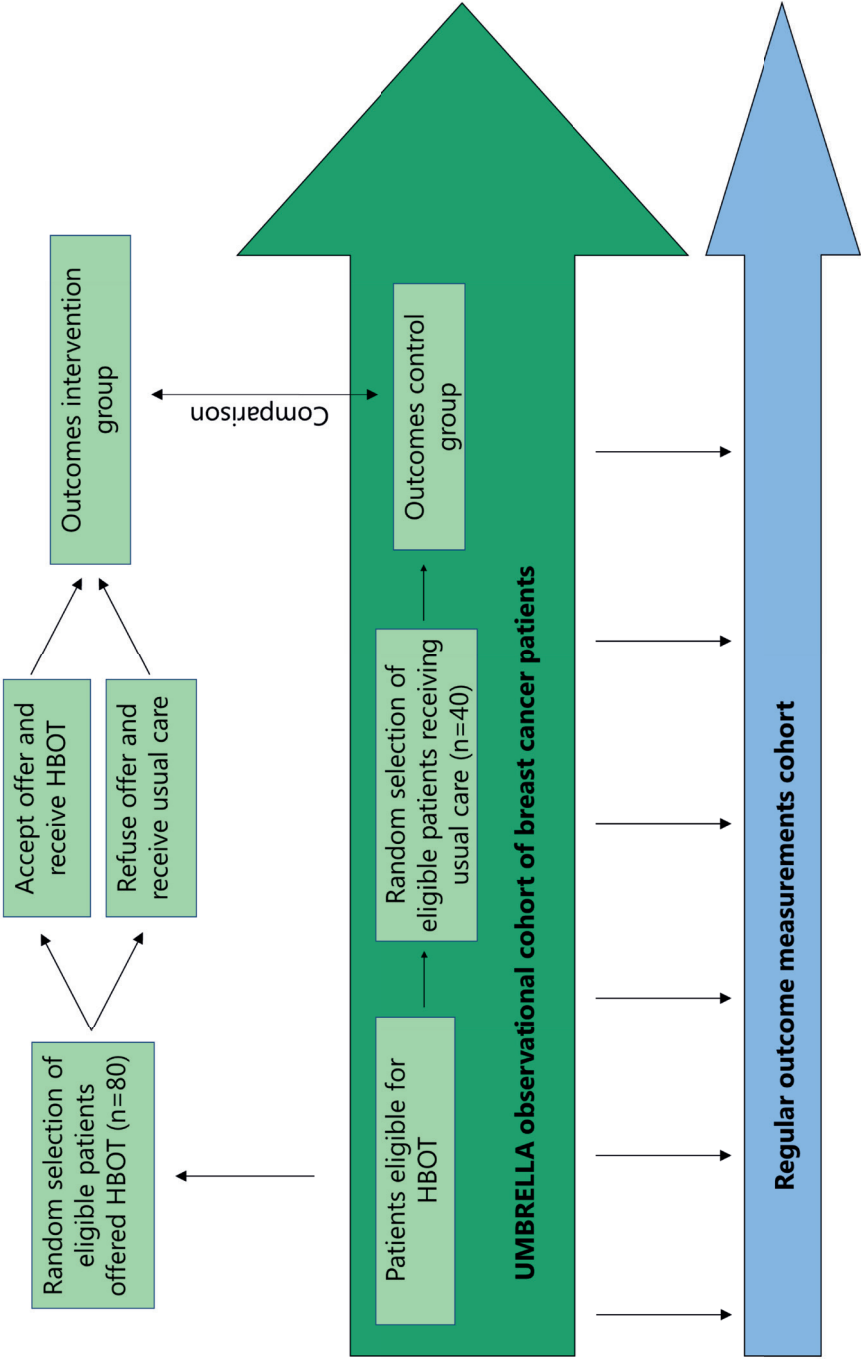 Random selection of
eligible patients
offered HBOT (n=80)
Accept offer and
receive HBOT
Refuse offer and
receive usual care
Outcomes intervention
group
Comparison
Patients eligible for
HBOT
Random selection of
eligible patients receiving
usual care (n=40)
Outcomes control
group
UMBRELLA observational cohort of breast cancer patients
Regular outcome measurements cohort